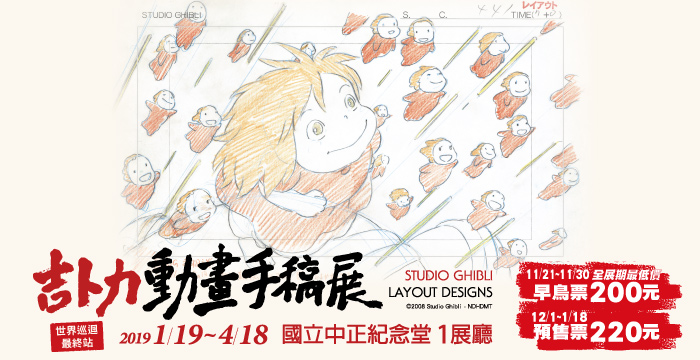 STUDIO GHIBLI S. C. 441 TIME( 7 + 0 )
レイアウト
吉卜力動畫手稿展
STUDIO GHIBLI
LAYOUT DESIGNS
©2008 Studio Ghibli - NDHDMT
世界巡迴
最終站
2019 1/19~4/18 國立中正紀念堂 1展廳
11/21~11/30 全展期最低價
早鳥票200元
12/1~1/18
預售票220元